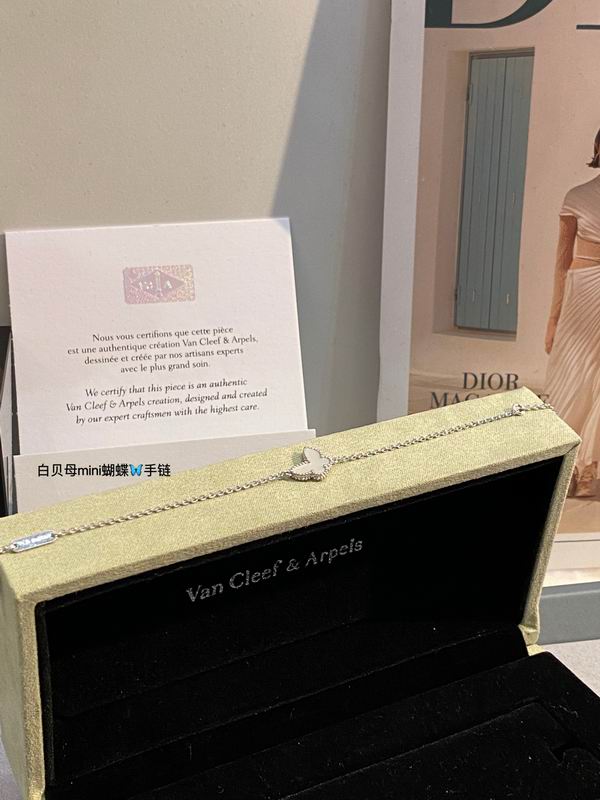 Nous vous certifions que cette pièce
est une authentique création Van Cleef & Arpels,
dessinée et créée par nos artisans experts
avec le plus grand soin.
We certify that this piece is an authentic
Van Cleef & Arpels creation, designed and created
by our expert craftsmen with the highest care.
DIOR
白贝母mini蝴蝶🦋手链
Van Cleef & Arpels